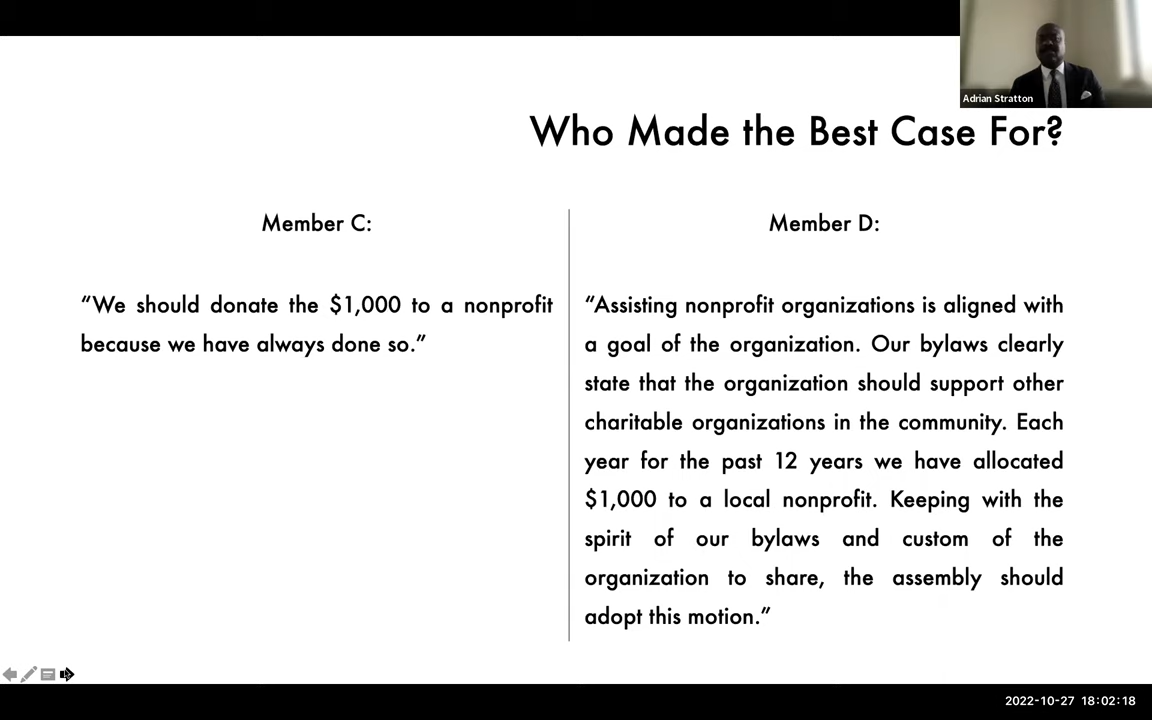 Adrian Stratton
Who Made the Best Case For?
Member C:
“We should donate the $1,000 to a nonprofit
because we have always done so.”
Member D:
“Assisting nonprofit organizations is aligned with
a goal of the organization. Our bylaws clearly
state that the organization should support other
charitable organizations in the community. Each
year for the past 12 years we have allocated
$1,000 to a local nonprofit. Keeping with the
spirit of our bylaws and custom of the
organization to share, the assembly should
adopt this motion.”
2022-10-27 18:02:18